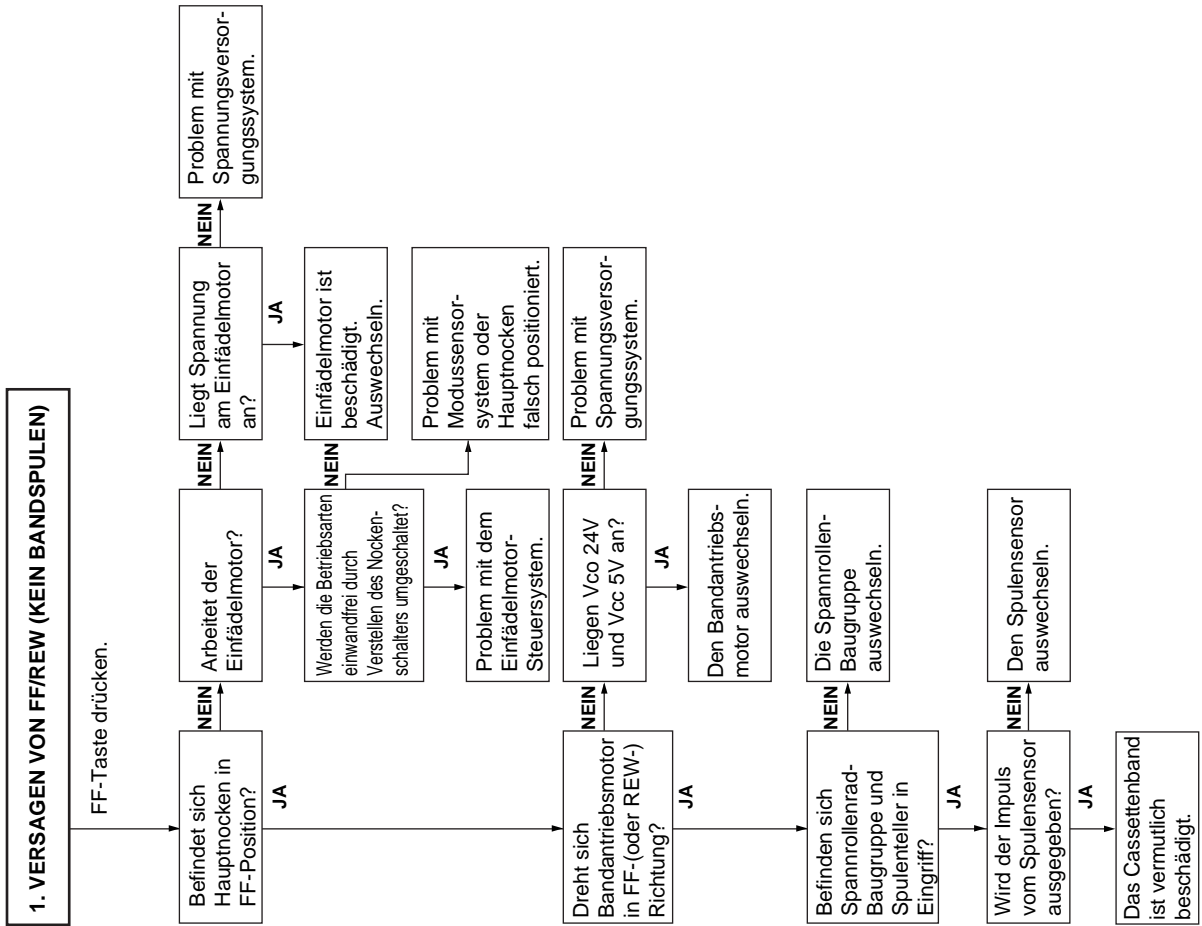 1. VERSAGEN VON FF/REW (KEIN BANDSPULEN)
FF-Taste drücken.
Befindet sich
Hauptnocken in
FF-Position?
NEIN
Arbeitet der
Einfädelmotor?
NEIN
Liegt Spannung
am Einfädelmotor
an?
NEIN
Problem mit
Spannungsversor-
gungssystem.
JA
JA
JA
Werden die Betriebsarten
einwandfrei durch
Verstellen des Nocken-
schalters umgeschaltet?
NEIN
Einfädelmotor ist
beschädigt.
Auswechseln.
JA
Problem mit dem
Einfädelmotor-
Steuersystem.
Problem mit
Modussensor-
system oder
Hauptnocken
falsch positioniert.
Dreht sich
Bandantriebsmotor
in FF-(oder REW-)
Richtung?
NEIN
Liegen Vco 24V
und Vcc 5V an?
NEIN
Problem mit
Spannungsversor-
gungssystem.
JA
JA
Den Bandantriebs-
motor auswechseln.
Befinden sich
Spannrollenrad-
Baugruppe und
Spulenteller in
Eingriff?
NEIN
Die Spannrollen-
Baugruppe
auswechseln.
JA
Wird der Impuls
vom Spulensensor
ausgegeben?
NEIN
Den Spulensensor
auswechseln.
JA
Das Cassettenband
ist vermutlich
beschädigt.